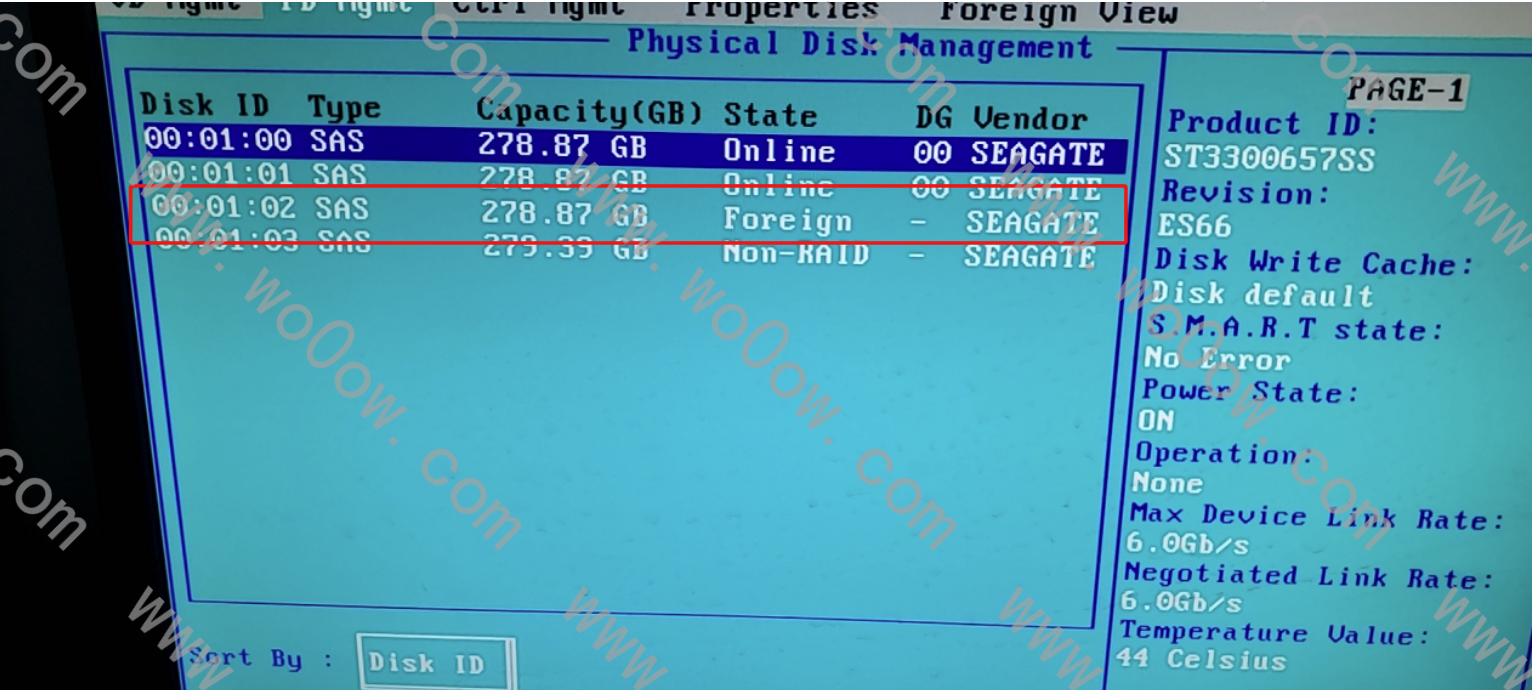 VD Mgmt PD Mgmt Ctrl Mgmt Properties Foreign View
Physical Disk Management
Disk ID Type Capacity(GB) State DG Vendor
00:01:00 SAS 278.87 GB Online 00 SEAGATE
00:01:01 SAS 278.87 GB Online 00 SEAGATE
00:01:02 SAS 278.87 GB Foreign - SEAGATE
00:01:03 SAS 279.39 GB Non-RAID - SEAGATE
Sort By : Disk ID
PAGE-1
Product ID:
ST3300657SS
Revision:
ES66
Disk Write Cache:
Disk default
S.M.A.R.T state:
No Error
Power State:
ON
Operation:
None
Max Device Link Rate:
6.0Gb/s
Negotiated Link Rate:
6.0Gb/s
Temperature Value:
44 Celsius
www.woOow.com
www.woOow.com
www.woOow.com